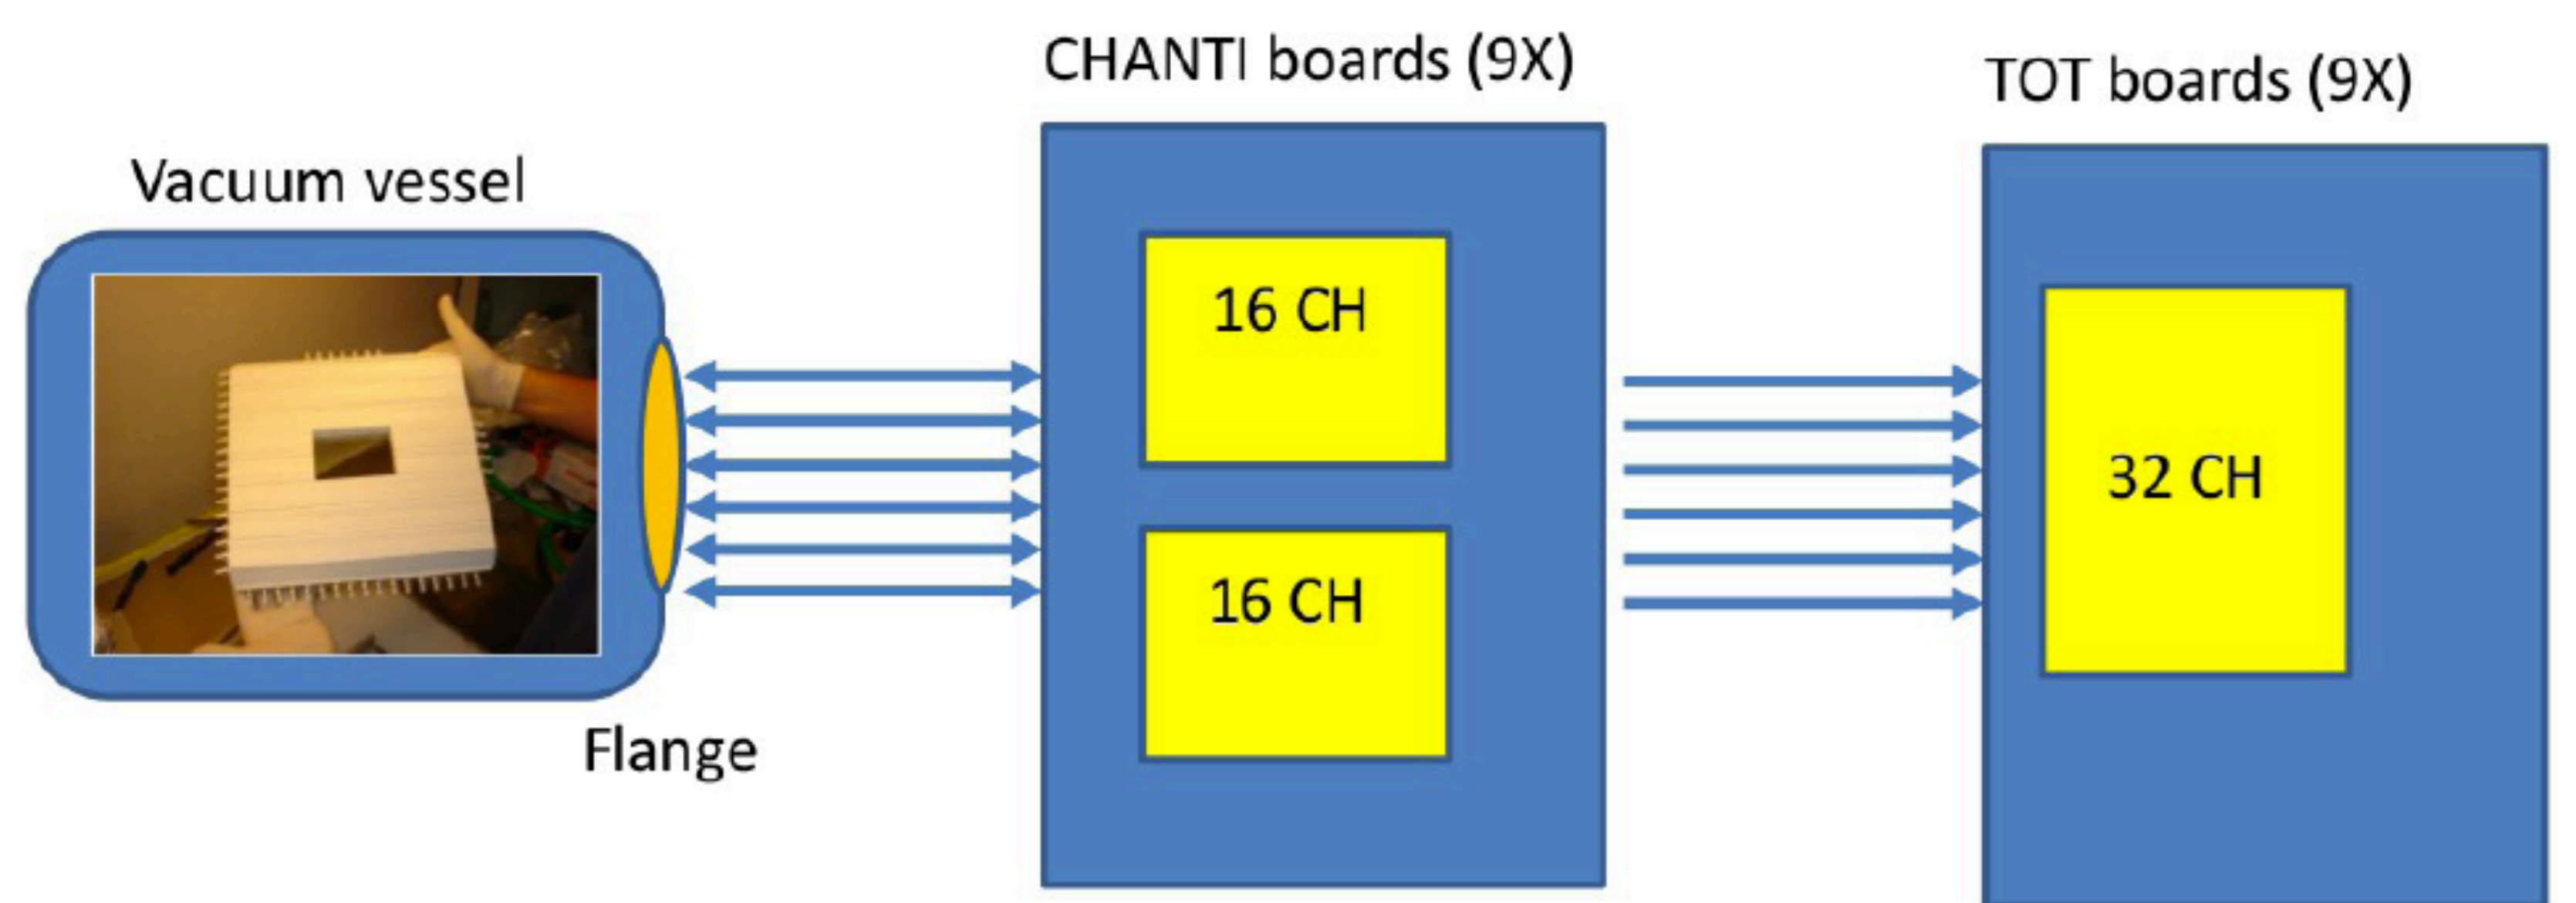 Vacuum vessel
Flange
CHANTI boards (9X)
16 CH
16 CH
TOT boards (9X)
32 CH